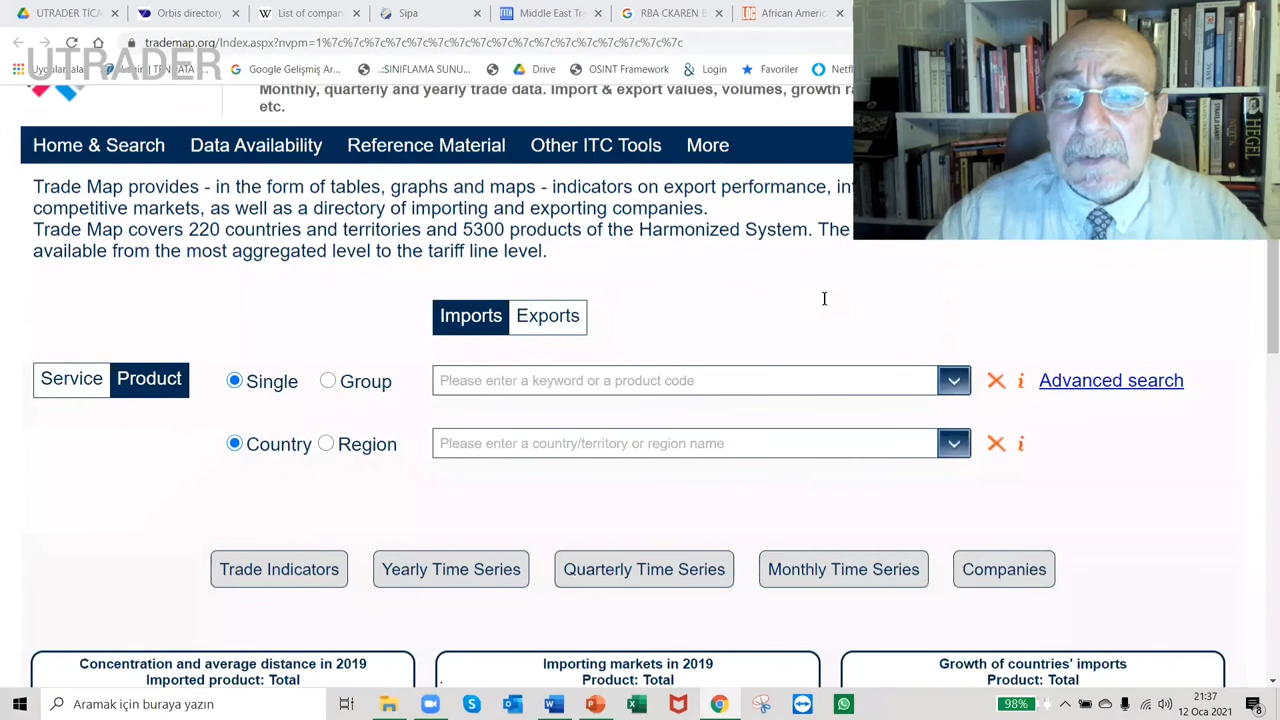 UTRADER TİCA
Orbis directory
List of compan
Sipa
Middle East T
RBA CKAREN B
African Ameri
trademap.org/Index.aspx?nvpm=1%7c%7c%7c%7c%7c%7c%7c%7c%7c%7c%7c%7c%7c%7c%7c%7c
UTRADER
Google Gelişmiş Ar...
..:SINIFLAMA SUNU...
Drive
OSINT Framework
Login
Favoriler
Netfl
Monthly, quarterly and yearly trade data. Import & export values, volumes, growth ra
etc.
Home & Search
Data Availability
Reference Material
Other ITC Tools
More
Trade Map provides - in the form of tables, graphs and maps - indicators on export performance, in
competitive markets, as well as a directory of importing and exporting companies.
Trade Map covers 220 countries and territories and 5300 products of the Harmonized System. The
available from the most aggregated level to the tariff line level.
Imports
Exports
Service
Product
Single
Group
Please enter a keyword or a product code
Advanced search
Country
Region
Please enter a country/territory or region name
Trade Indicators
Yearly Time Series
Quarterly Time Series
Monthly Time Series
Companies
Concentration and average distance in 2019
Imported product: Total
Importing markets in 2019
Product: Total
Growth of countries' imports
Product: Total
HEGEL
Aramak için buraya yazın
98%
21:37
12 Oca 2021
8